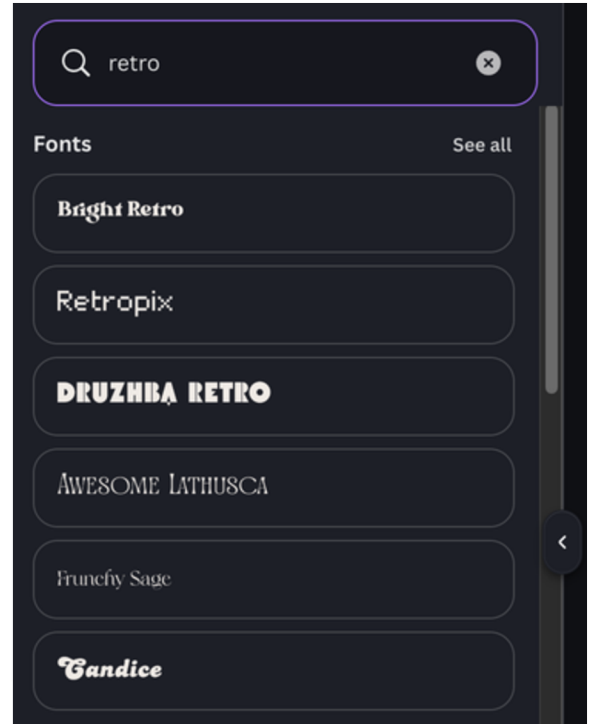 retro
Fonts See all
Bright Retro
Retropix
DRUZHBA RETRO
AWESOME LATHUSCA
Frunchy Sage
Candice